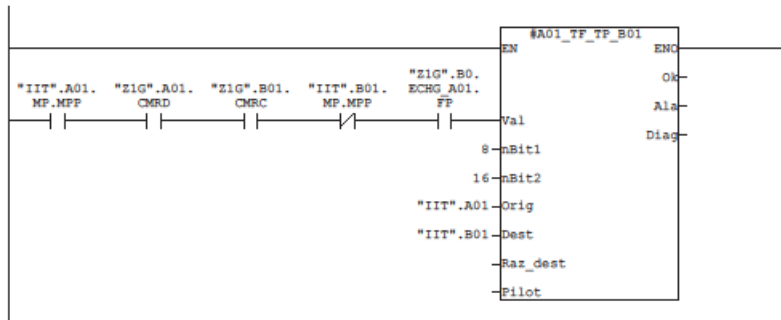 #A01_TF_TP_B01
EN ENO
"IIT".A01.
MP.MPP
"Z1G".A01.
CMRD
"Z1G".B01.
CMRC
"IIT".B01.
MP.MPP
"Z1G".B0.
ECHG_A01.
FP
Ok
Ala
Val
Diag
8 nBit1
16 nBit2
"IIT".A01 Orig
"IIT".B01 Dest
Raz_dest
Pilot